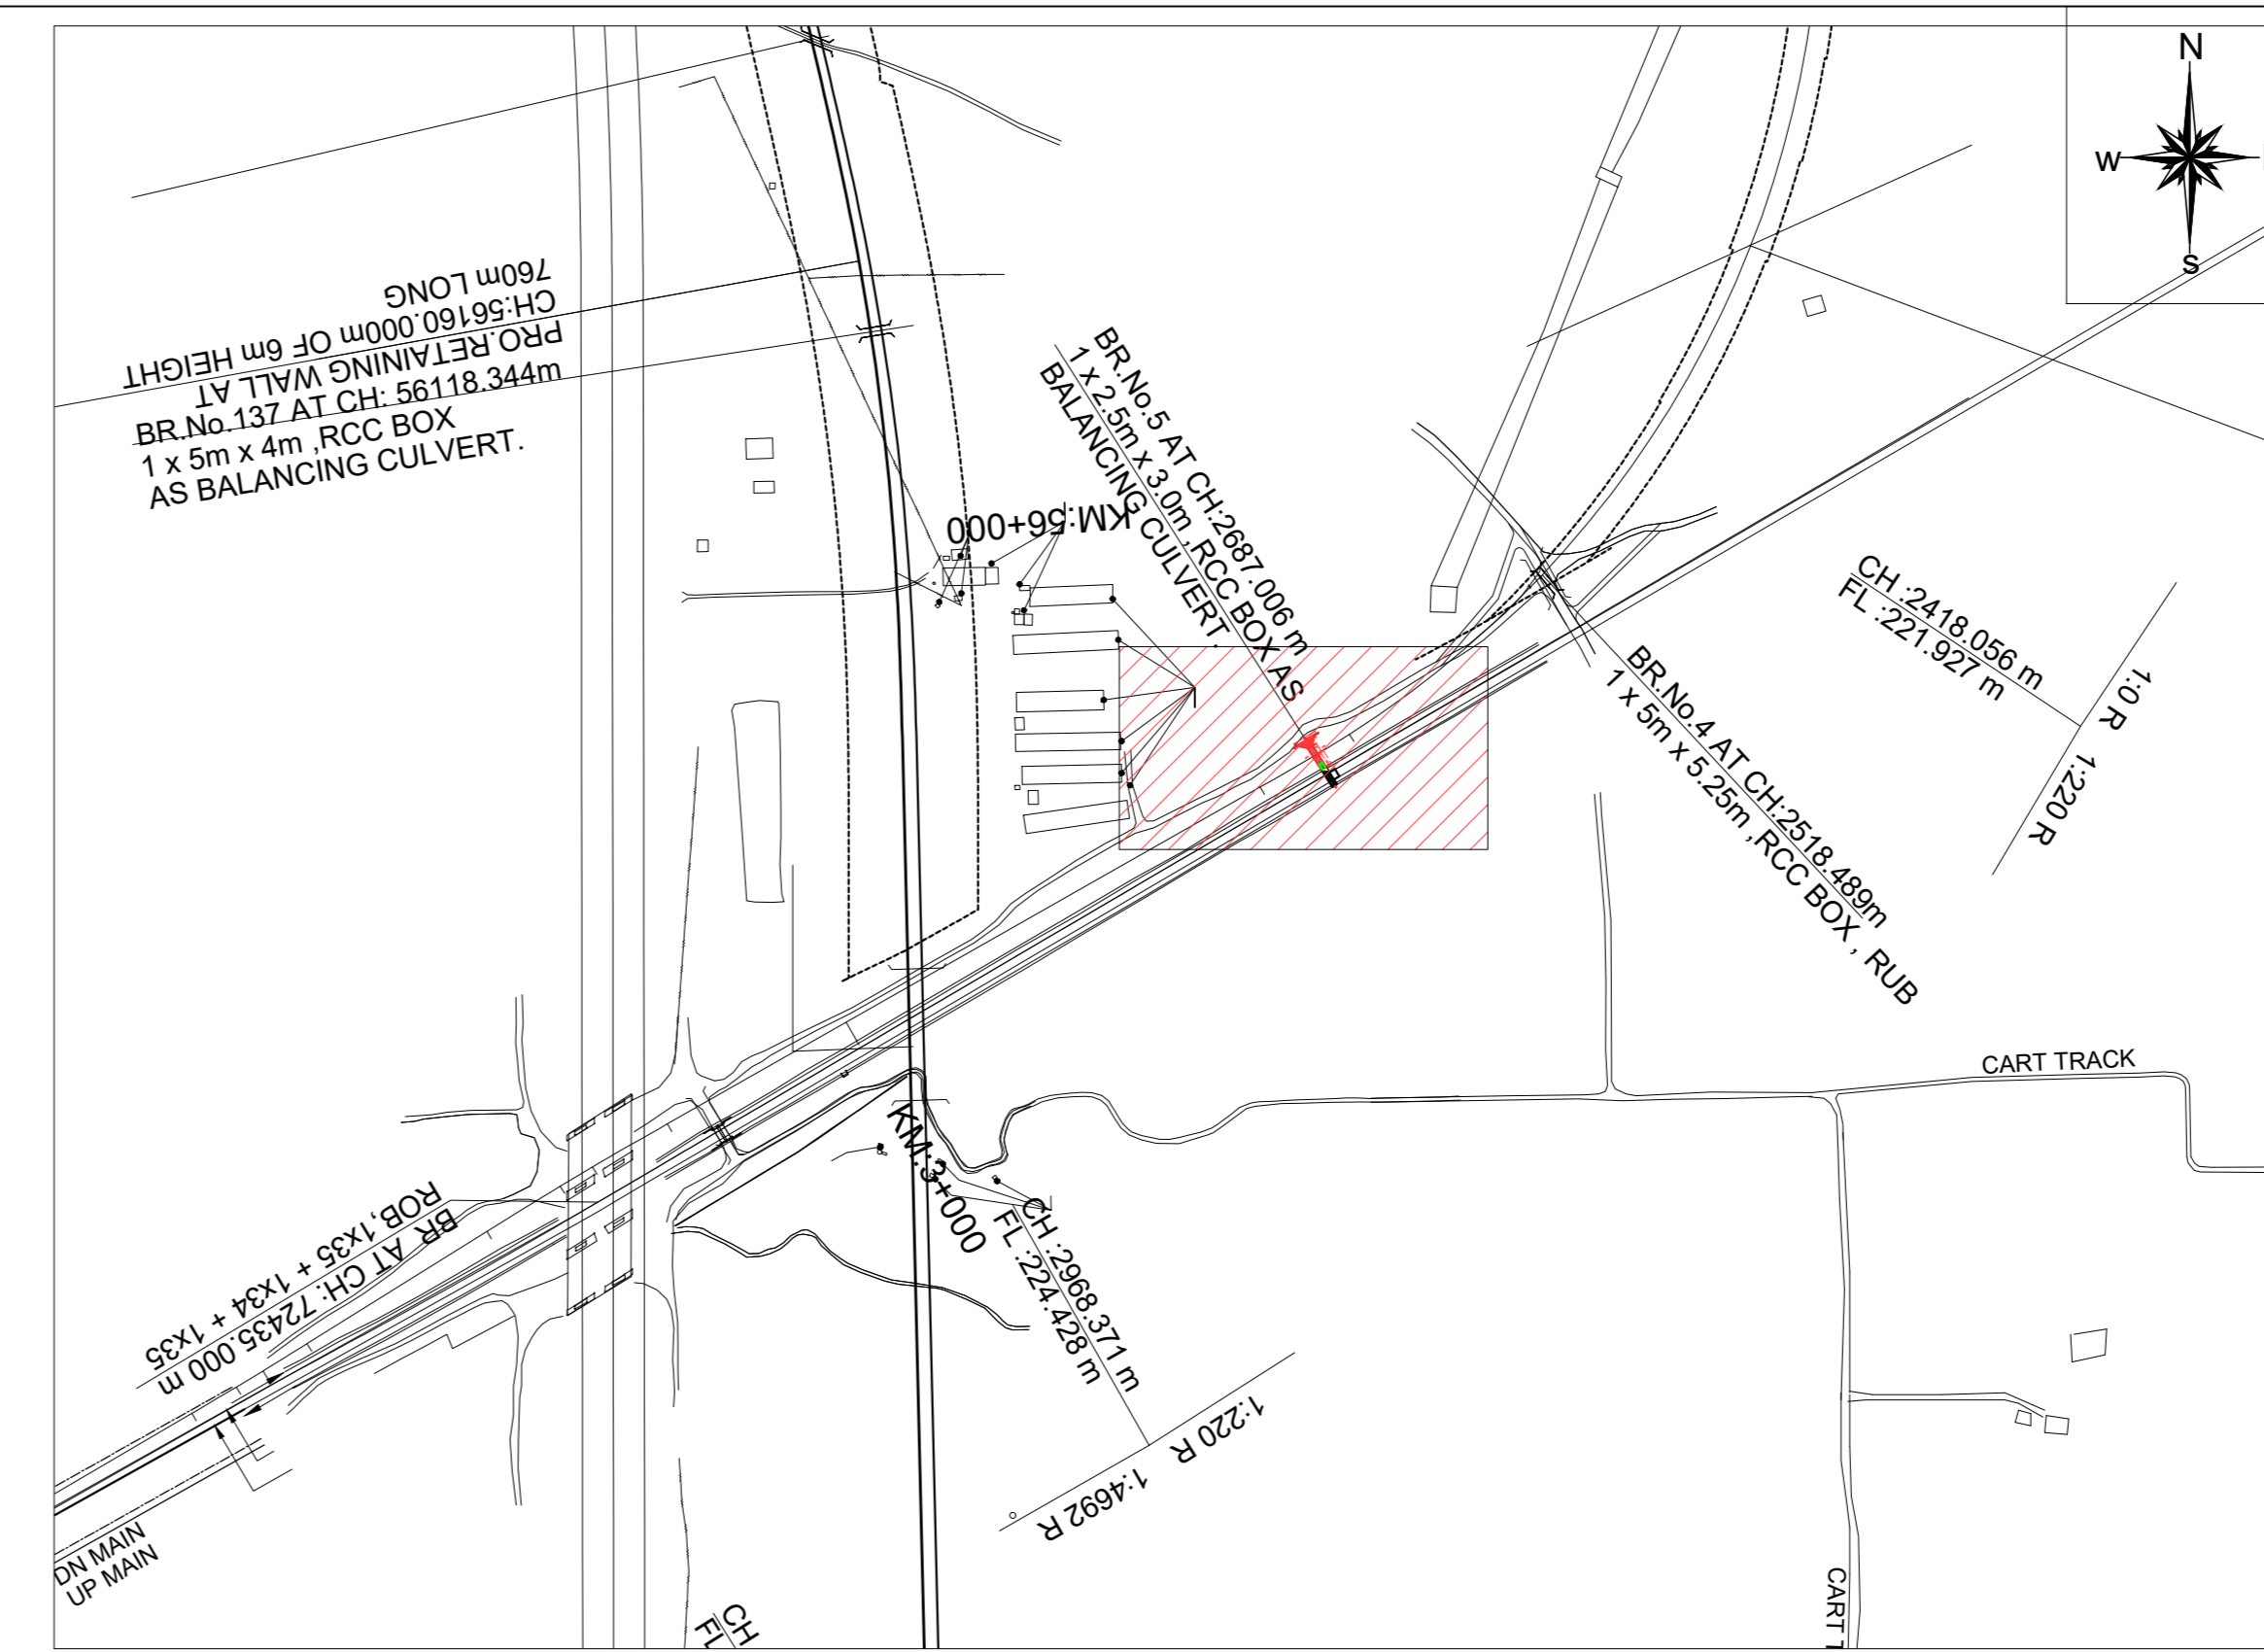 N
W
S
PRO.RETAINING WALL AT
CH:56160.000m OF 6m HEIGHT
760m LONG
BR.No.137 AT CH: 56118.344m
1 x 5m x 4m ,RCC BOX
AS BALANCING CULVERT.
KM:56+000
BR.No.5 AT CH:2687.006 m
1 x 2.5m x 3.0m ,RCC BOX AS
BALANCING CULVERT.
CH :2418.056 m
FL :221.927 m
1:0 R
1:220 R
BR.No.4 AT CH:2518.489m
1 x 5m x 5.25m ,RCC BOX , RUB
CART TRACK
KM:3+000
CH :2968.371 m
FL :224.428 m
1:220 R
1:4692 R
BR AT CH: 72435.000 m
ROB,1x35 + 1x34 + 1x35
DN MAIN
UP MAIN
CH
FL
CART T